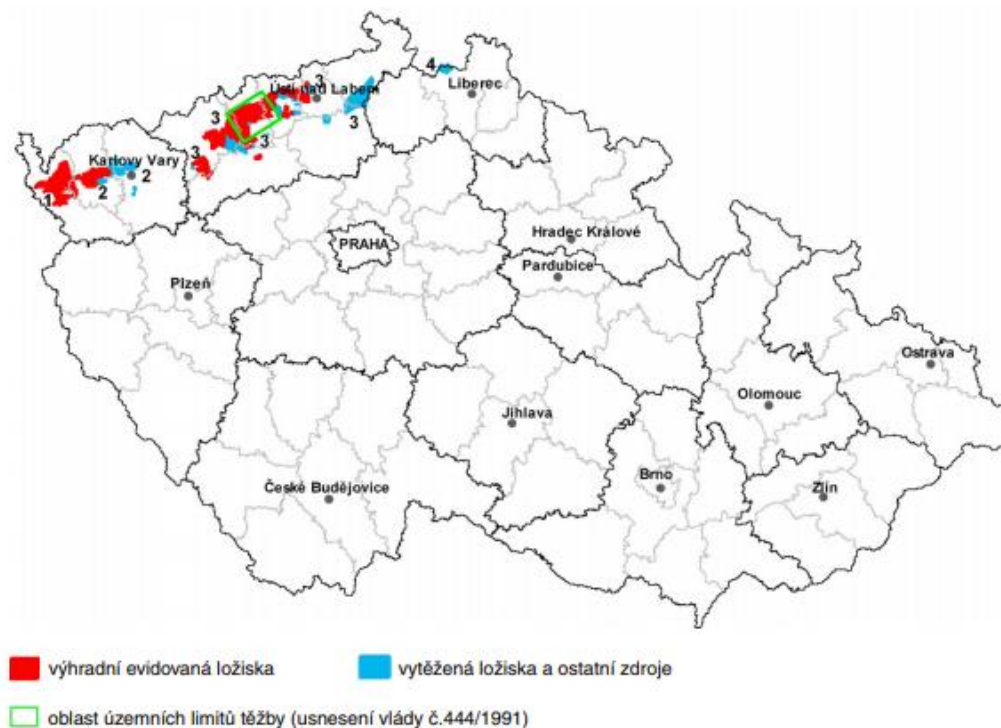 4
Liberec
3
Ústí nad Labem
3
3
3
3
Karlovy Vary
2
2
1
Hradec Králové
PRAHA
Pardubice
Plzeň
Ostrava
Olomouc
Jihlava
Brno
České Budějovice
Zlín
výhradní evidovaná ložiska
vytěžená ložiska a ostatní zdroje
oblast územních limitů těžby (usnesení vlády č.444/1991)